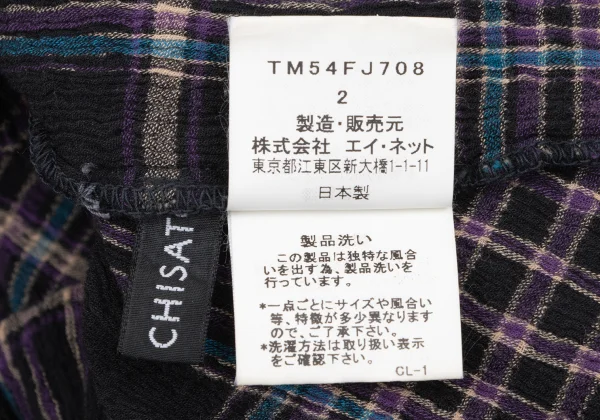 TM54FJ708
2
製造・販売元
株式会社 エイ・ネット
東京都江東区新大橋1-1-11
日本製
製品洗い
この製品は独特な風合
いを出す為、製品洗いを
行っています。
*一点ごとにサイズや風合い
等、特徴が多少異なります
ので、ご了承下さい。
*洗濯方法は取り扱い表示
をご確認下さい。
CL-1
CHISAT